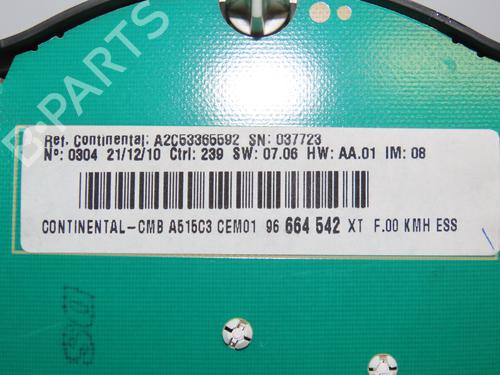 B-PARTS
Ref. Continental: A2C53365592 SN: 037723
Nº: 0304 21/12/10 Ctrl: 239 SW: 07.06 HW: AA.01 IM: 08
CONTINENTAL-CMB A515C3 CEM01 96 664 542 XT F.00 KMH ESS